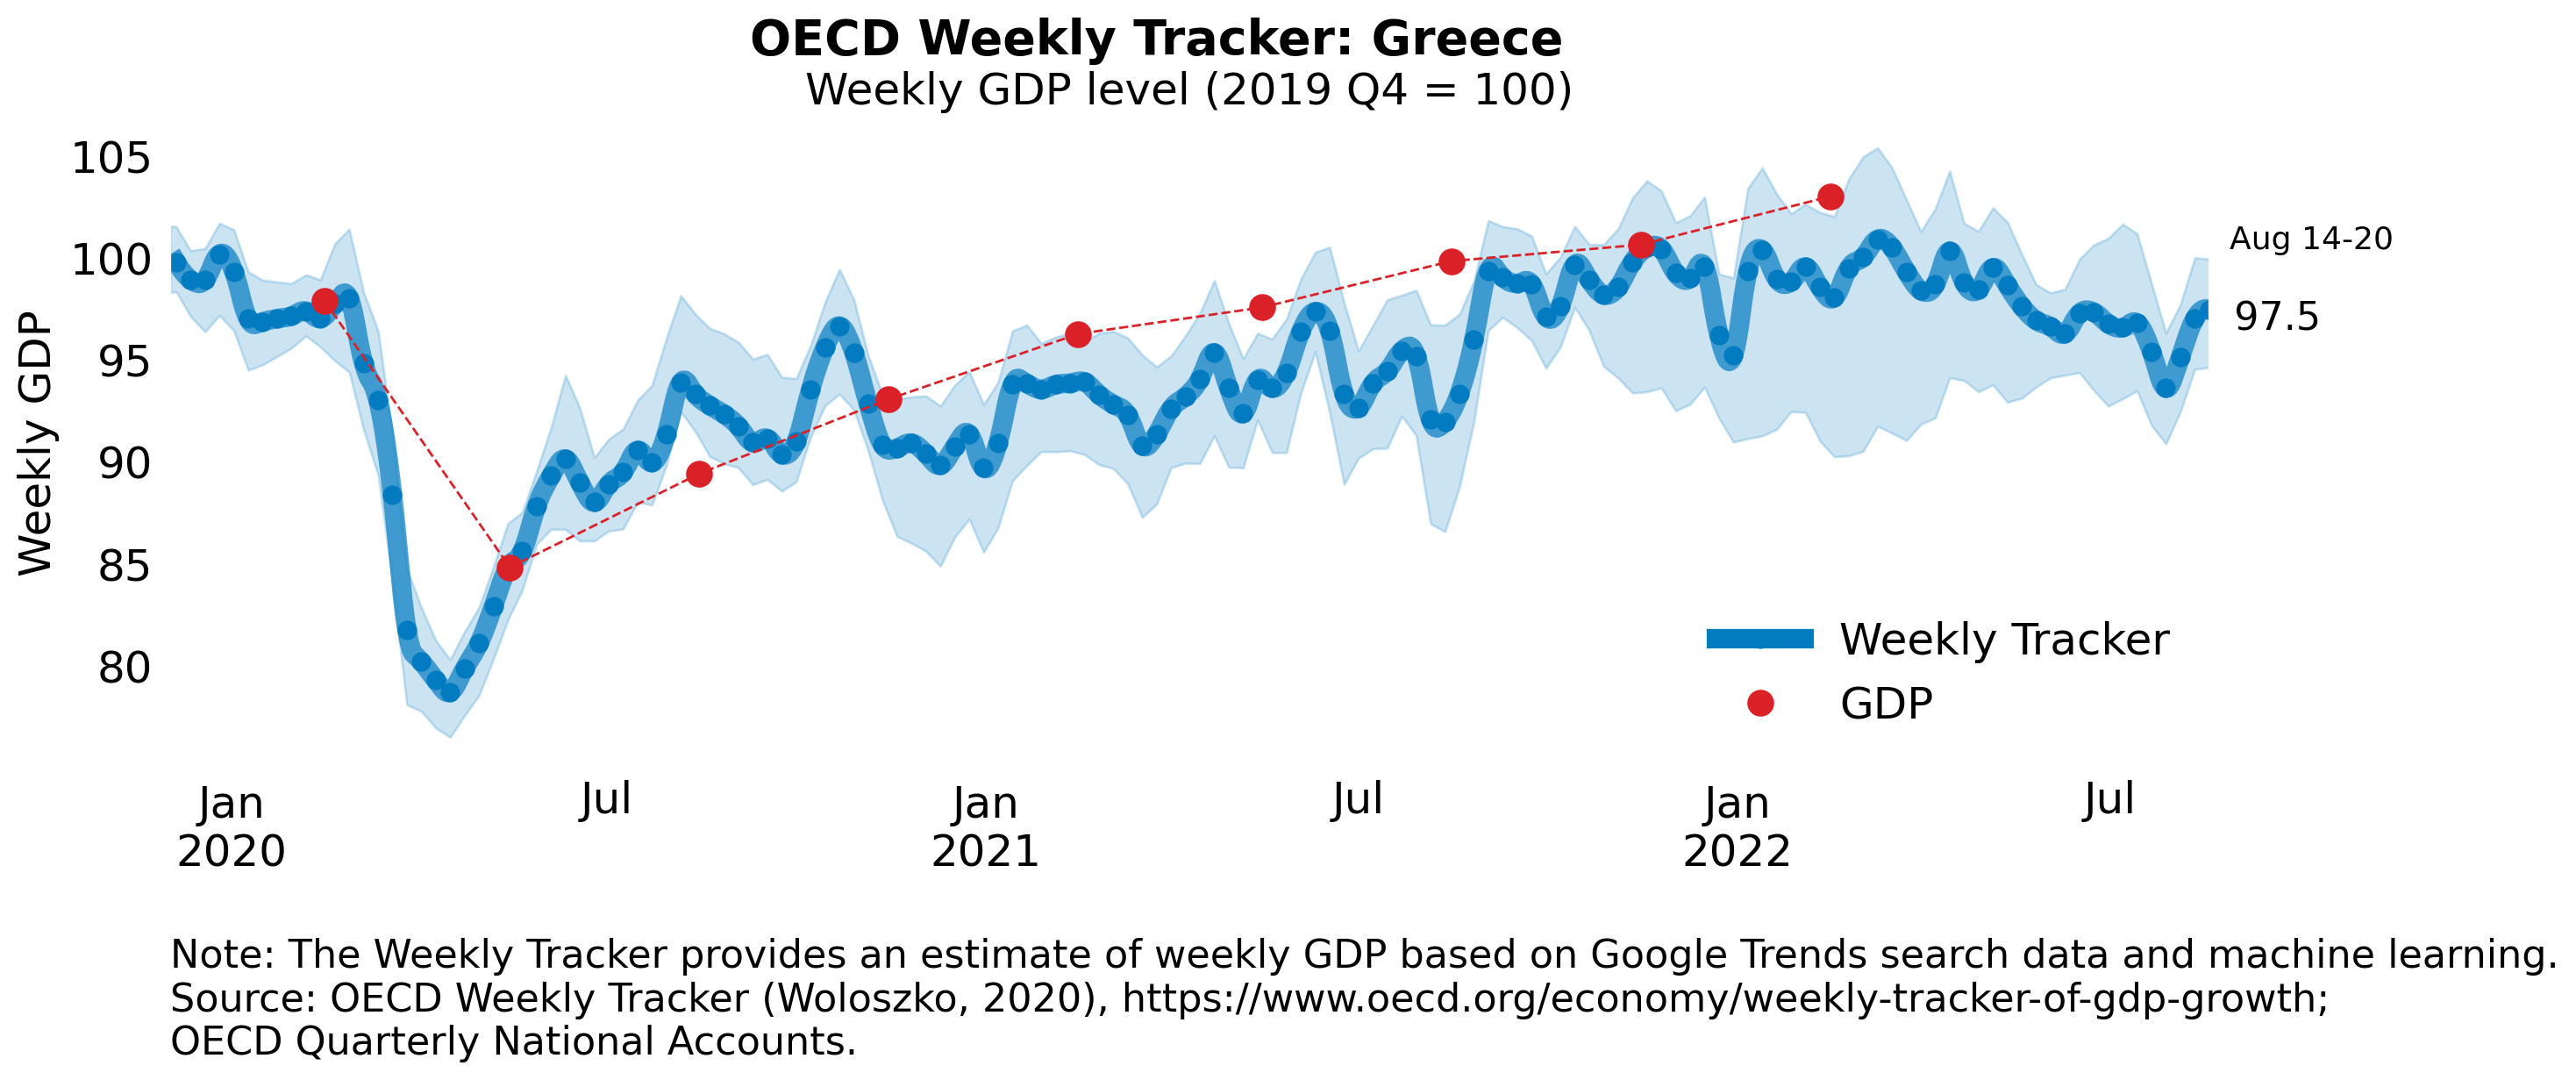 OECD Weekly Tracker: Greece
Weekly GDP level (2019 Q4 = 100)
Weekly GDP
105
100
95
90
85
80
Aug 14-20
97.5
Weekly Tracker
GDP
Jan
2020
Jul
Jan
2021
Jul
Jan
2022
Jul
Note: The Weekly Tracker provides an estimate of weekly GDP based on Google Trends search data and machine learning.
Source: OECD Weekly Tracker (Woloszko, 2020), https://www.oecd.org/economy/weekly-tracker-of-gdp-growth;
OECD Quarterly National Accounts.